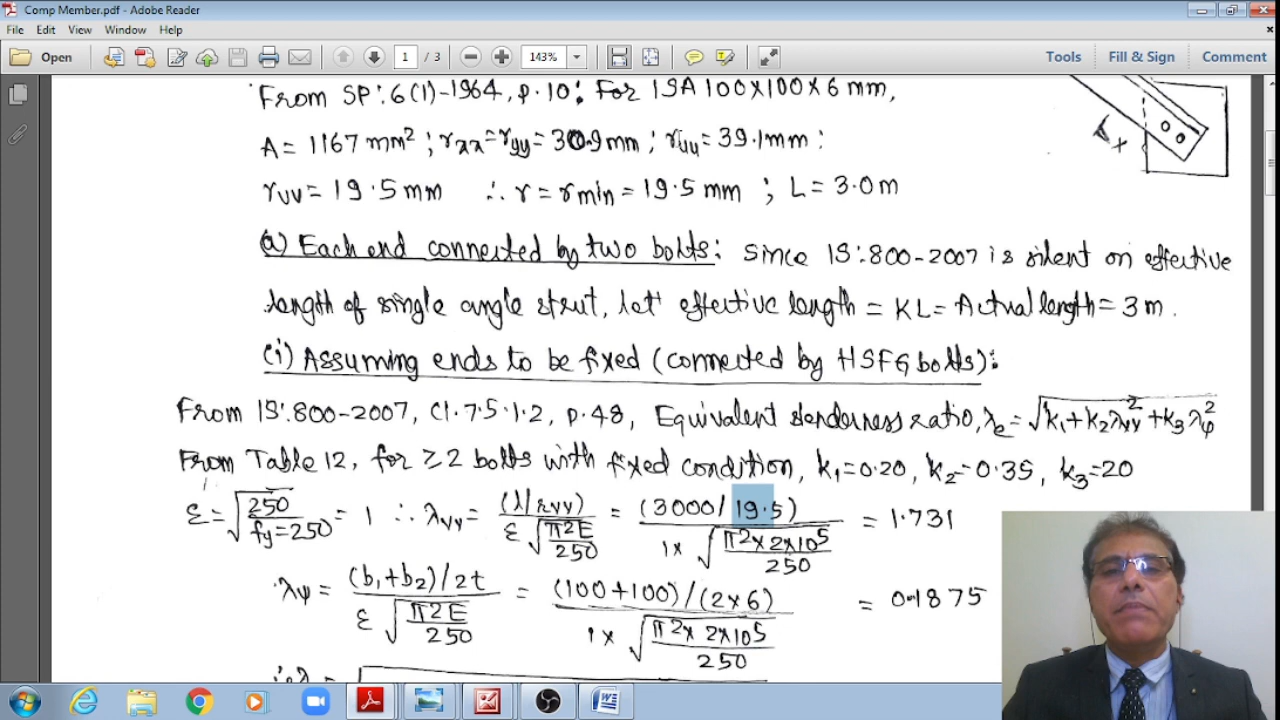 Comp Member.pdf - Adobe Reader
File Edit View Window Help
Open 1 / 3 143% Tools Fill & Sign Comment
From SP:6(1)-1964, p.10: For ISA 100x100x6 mm,
A = 1167 mm²; rxx = ryy = 30.9 mm; ruu = 39.1mm;
rvv = 19.5 mm ∴ r = rmin = 19.5 mm ; L = 3.0 m
x
(a) Each end connected by two bolts: Since IS:800-2007 is silent on effective
length of single angle strut, let effective length = KL = Actual length = 3 m.
(i) Assuming ends to be fixed (connected by HSFG bolts):
From IS:800-2007, Cl.7.5.1.2, p.48, Equivalent slenderness ratio, λe = √(k1+k2λvv²+k3λφ²)
From Table 12, for ≥2 bolts with fixed condition, k1=0.20, k2=0.35, k3=20
ε = √(250/fy=250) = 1 ∴ λvv = (l/rvv) / (ε √(π²E/250)) = (3000/19.5) / (1x √(π²x2x10⁵/250)) = 1.731
λφ = (b1+b2)/2t / (ε √(π²E/250)) = (100+100)/(2x6) / (1x √(π²x2x10⁵/250)) = 0.1875